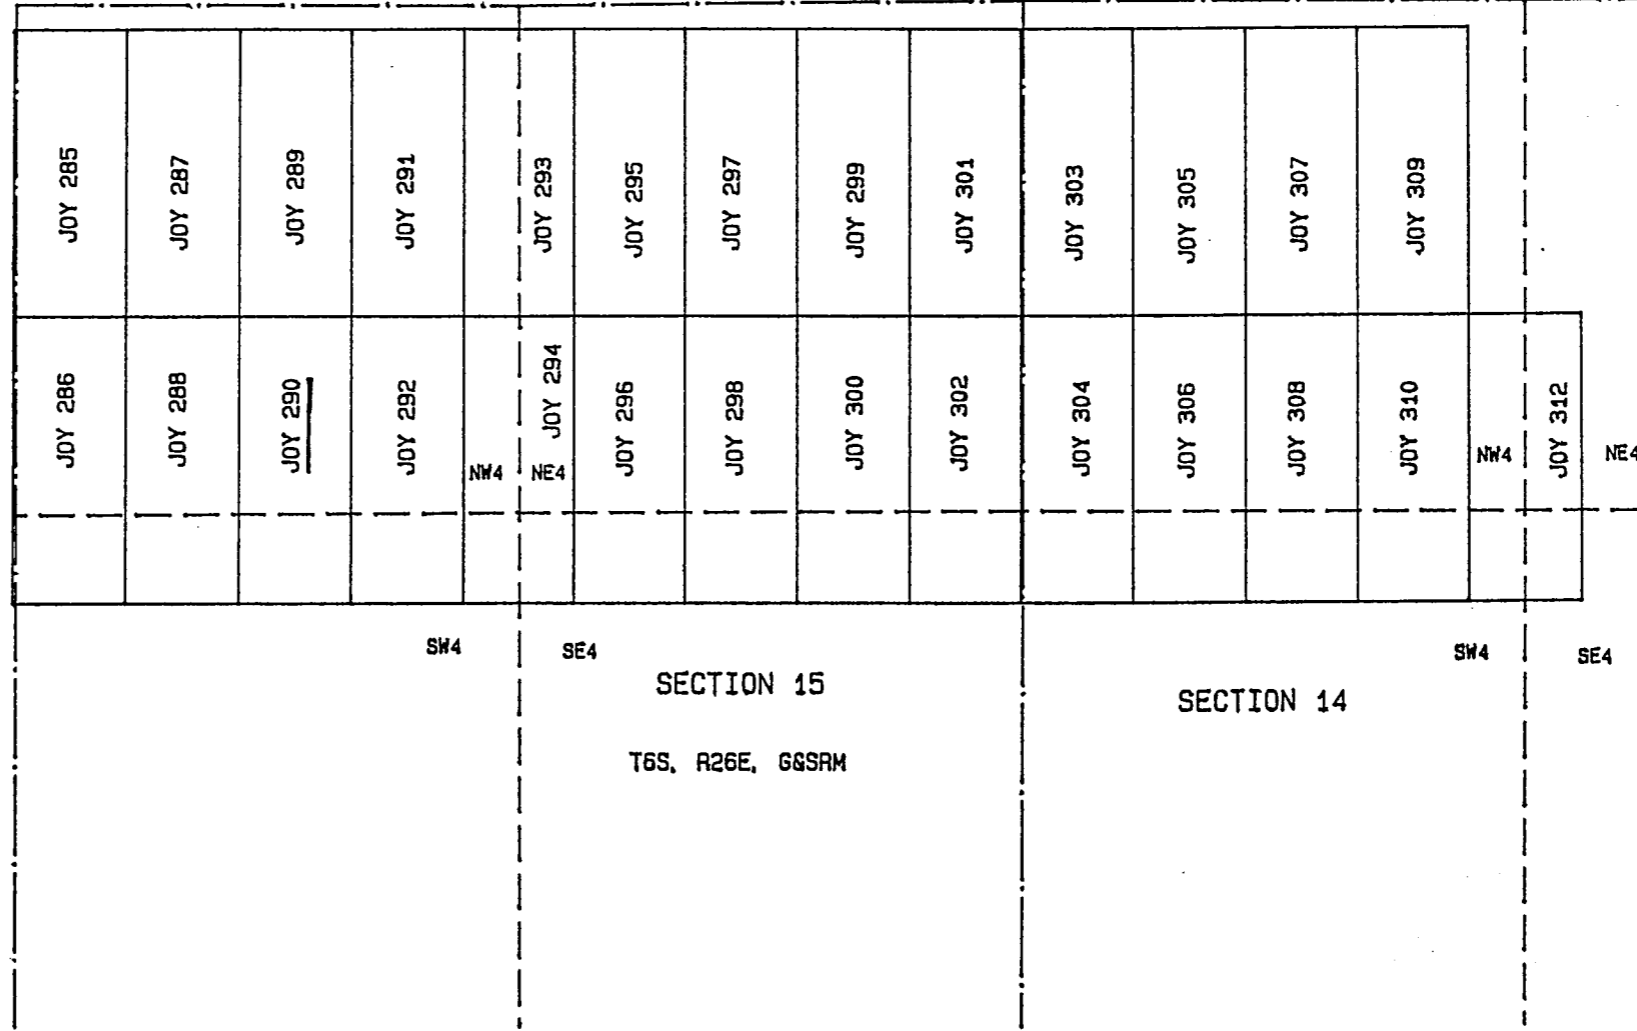 JOY 285
JOY 287
JOY 289
JOY 291
JOY 293
JOY 295
JOY 297
JOY 299
JOY 301
JOY 303
JOY 305
JOY 307
JOY 309
JOY 286
JOY 288
JOY 290
JOY 292
NW4
JOY 294
NE4
JOY 296
JOY 298
JOY 300
JOY 302
JOY 304
JOY 306
JOY 308
JOY 310
NW4
JOY 312
NE4
SW4
SE4
SW4
SE4
SECTION 15
SECTION 14
T6S, R26E, G&SRM